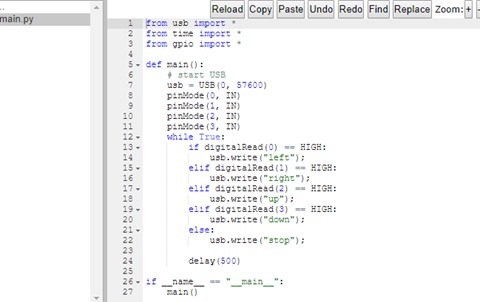 ..
main.py
Reload Copy Paste Undo Redo Find Replace Zoom: + -
1 from usb import *
2 from time import *
3 from gpio import *
4
5 def main():
6 # start USB
7 usb = USB(0, 57600)
8 pinMode(0, IN)
9 pinMode(1, IN)
10 pinMode(2, IN)
11 pinMode(3, IN)
12 while True:
13 if digitalRead(0) == HIGH:
14 usb.write("left");
15 elif digitalRead(1) == HIGH:
16 usb.write("right");
17 elif digitalRead(2) == HIGH:
18 usb.write("up");
19 elif digitalRead(3) == HIGH:
20 usb.write("down");
21 else:
22 usb.write("stop");
23
24 delay(500)
25
26 if __name__ == "__main__":
27 main()